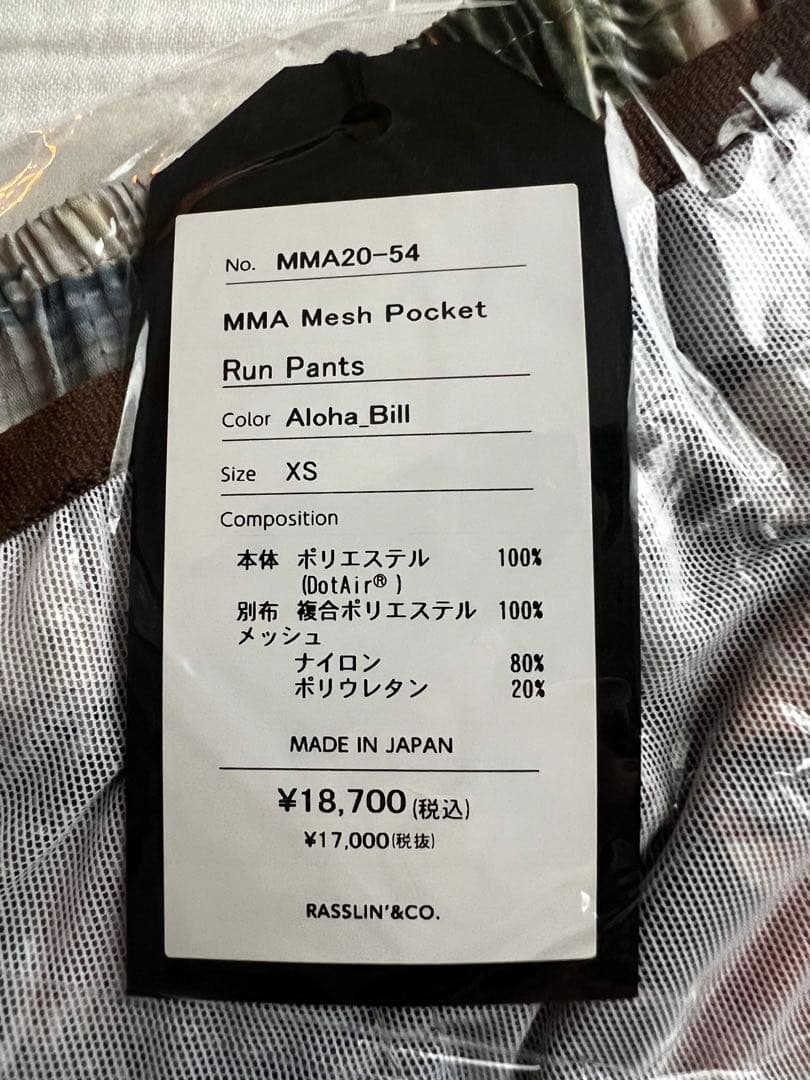 No. MMA20-54
MMA Mesh Pocket
Run Pants
Color Aloha_Bill
Size XS
Composition
本体 ポリエステル 100%
(DotAir®)
別布 複合ポリエステル 100%
メッシュ
ナイロン 80%
ポリウレタン 20%
MADE IN JAPAN
¥18,700(税込)
¥17,000(税抜)
RASSLIN'&CO.